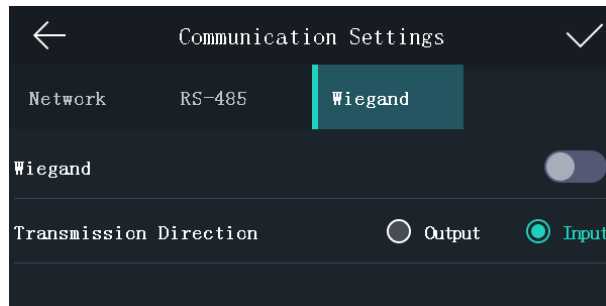 Communication Settings
Network RS-485 Wiegand
Wiegand
Transmission Direction Output Input